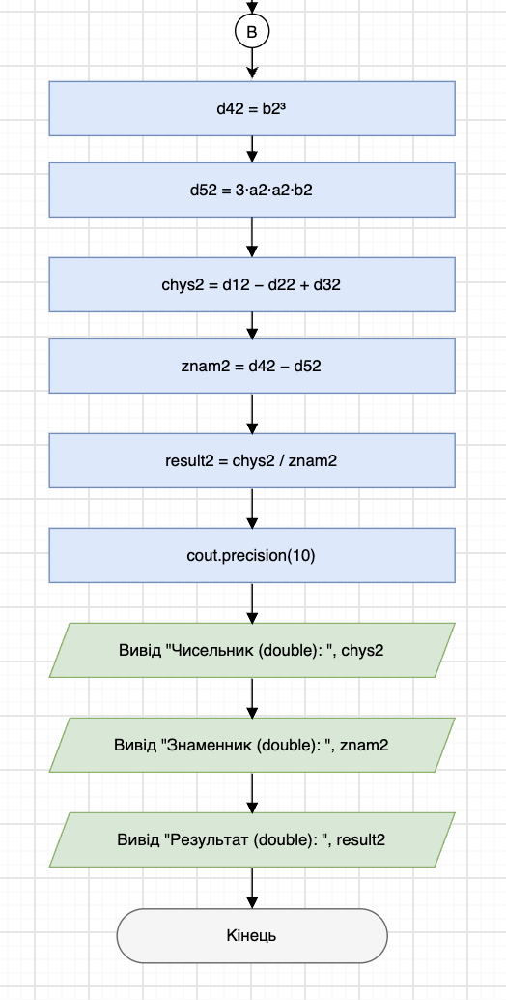 B
d42 = b2³
d52 = 3·a2·a2·b2
chys2 = d12 − d22 + d32
znam2 = d42 − d52
result2 = chys2 / znam2
cout.precision(10)
Вивід "Чисельник (double): ", chys2
Вивід "Знаменник (double): ", znam2
Вивід "Результат (double): ", result2
Кінець